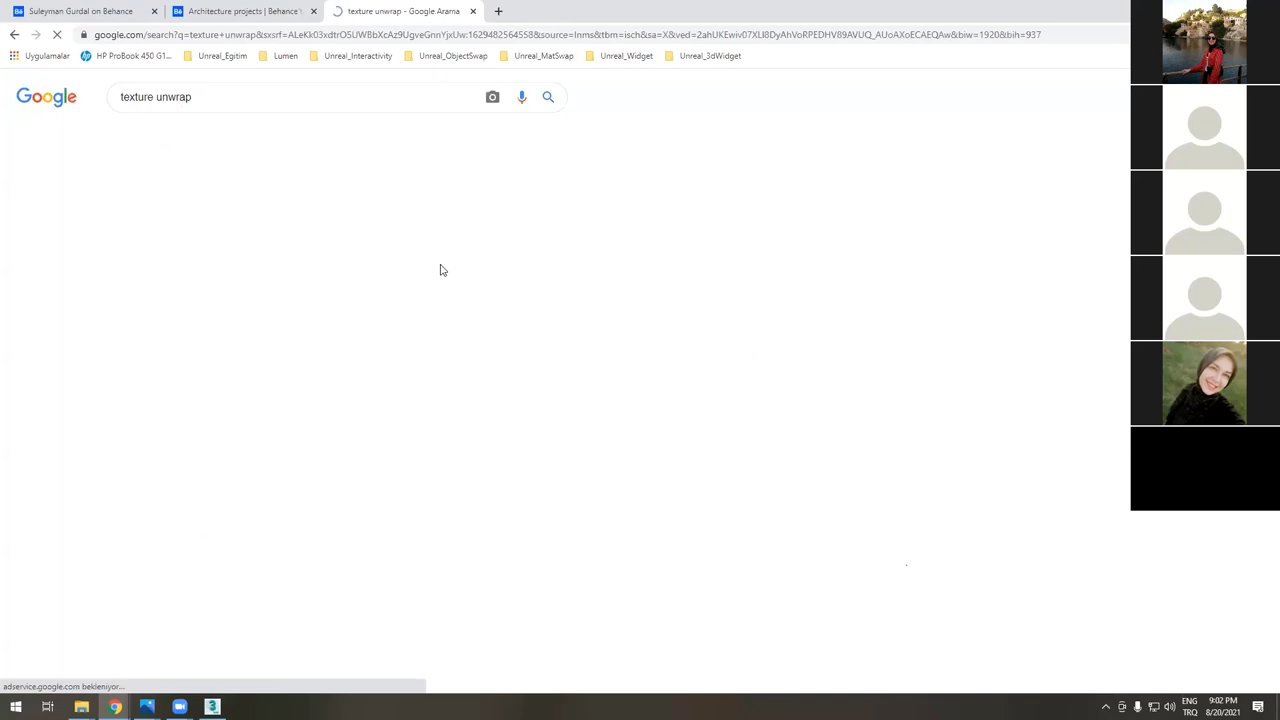 Suleyman Gurdal on Behance
Architecture projects | Behance
texture unwrap - Google'da Arama
google.com/search?q=texture+unwrap&sxsrf=ALeKk03xdtrO5UWBbXcAz9UgveGnnYjxUw:1629482564558&source=lnms&tbm=isch&sa=X&ved=2ahUKEwiv07XLl8DyAhVoRPEDHV89AVUQ_AUoAXoECAEQAw&biw=1920&bih=937
Uygulamalar
HP ProBook 450 G1...
Unreal_Egitim
Lumen
Unreal_Interactivity
Unreal_ObjectSwap
Unreal_MatSwap
Unreal_Widget
Unreal_3dWidget
Google
texture unwrap
adservice.google.com bekleniyor...
ENG
TRQ
9:02 PM
8/20/2021